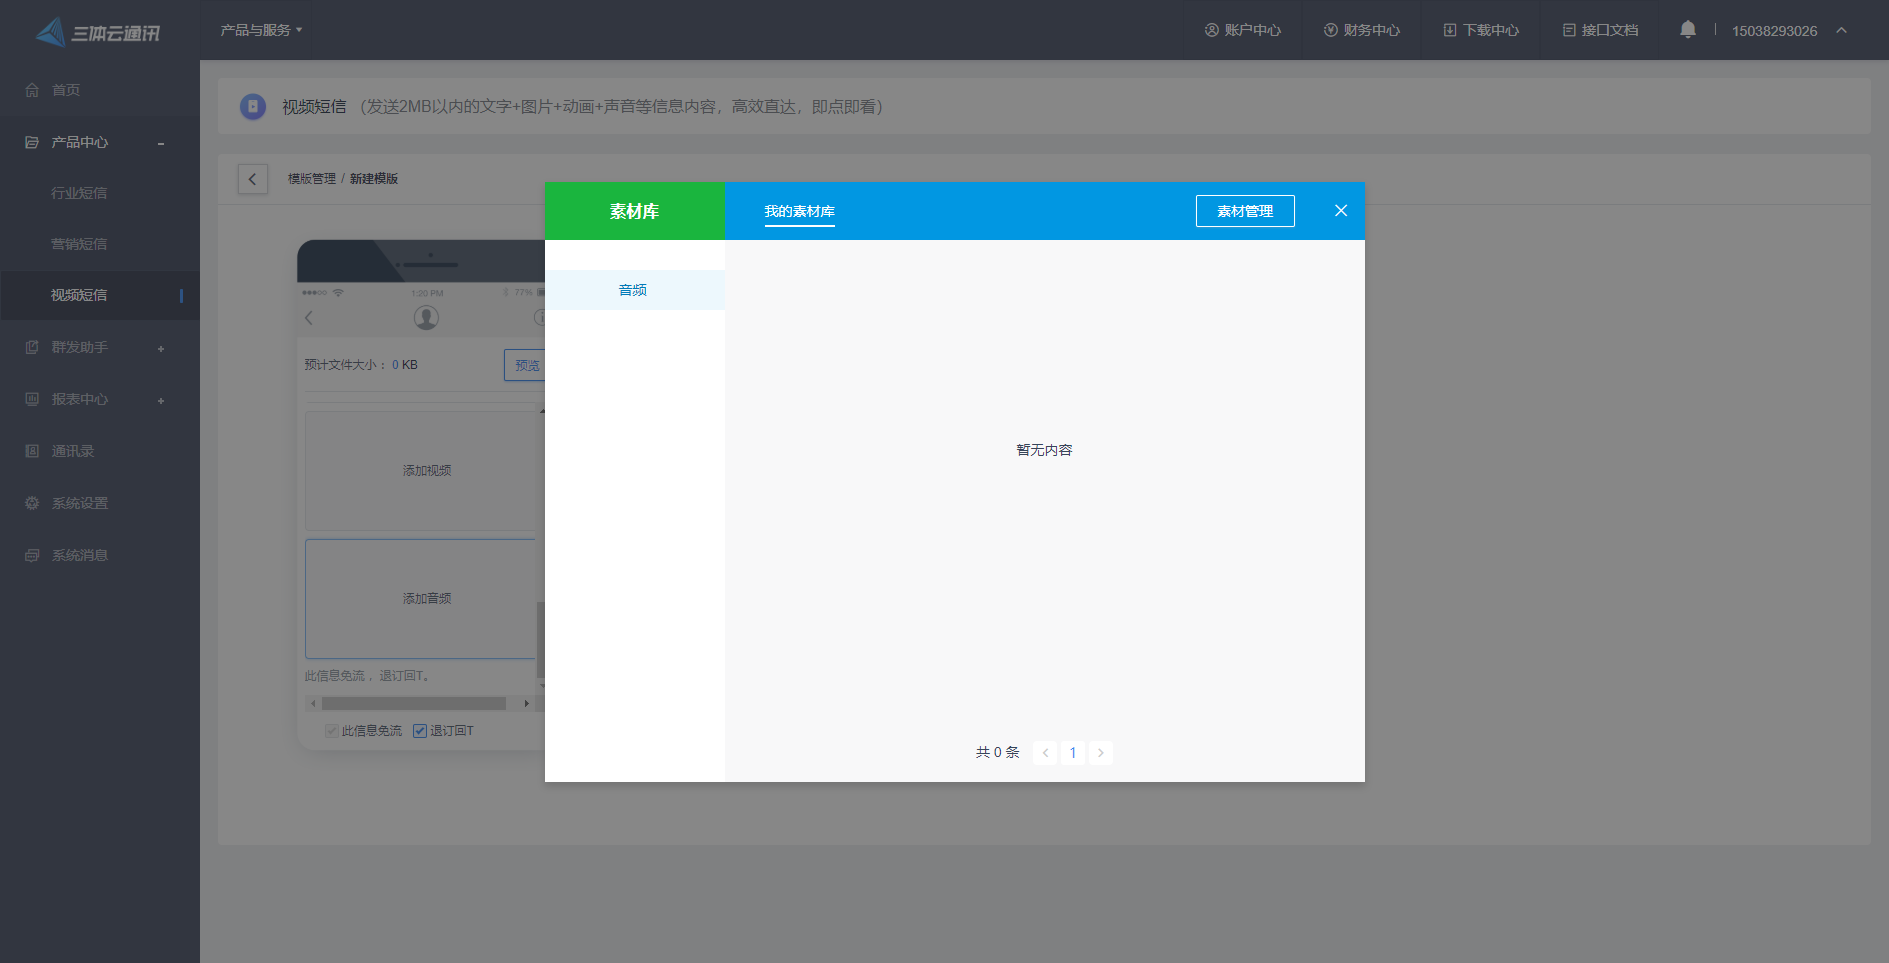 三体云通讯
产品与服务
账户中心
财务中心
下载中心
接口文档
15038293026
首页
产品中心
行业短信
营销短信
视频短信
群发助手
报表中心
通讯录
系统设置
系统消息
视频短信 （发送2MB以内的文字+图片+动画+声音等信息内容，高效直达，即点即看）
模版管理 / 新建模版
1:20 PM
77%
预计文件大小： 0 KB
预览
添加视频
添加音频
此信息免流， 退订回T。
此信息免流
退订回T
素材库
我的素材库
素材管理
音频
暂无内容
共 0 条
1